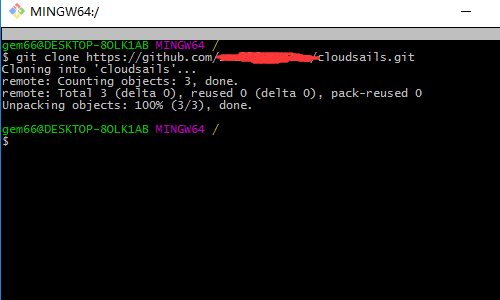 MINGW64:/
gem66@DESKTOP-8OLK1AB MINGW64 /
$ git clone https://github.com/ /cloudsails.git
Cloning into 'cloudsails'...
remote: Counting objects: 3, done.
remote: Total 3 (delta 0), reused 0 (delta 0), pack-reused 0
Unpacking objects: 100% (3/3), done.
gem66@DESKTOP-8OLK1AB MINGW64 /
$